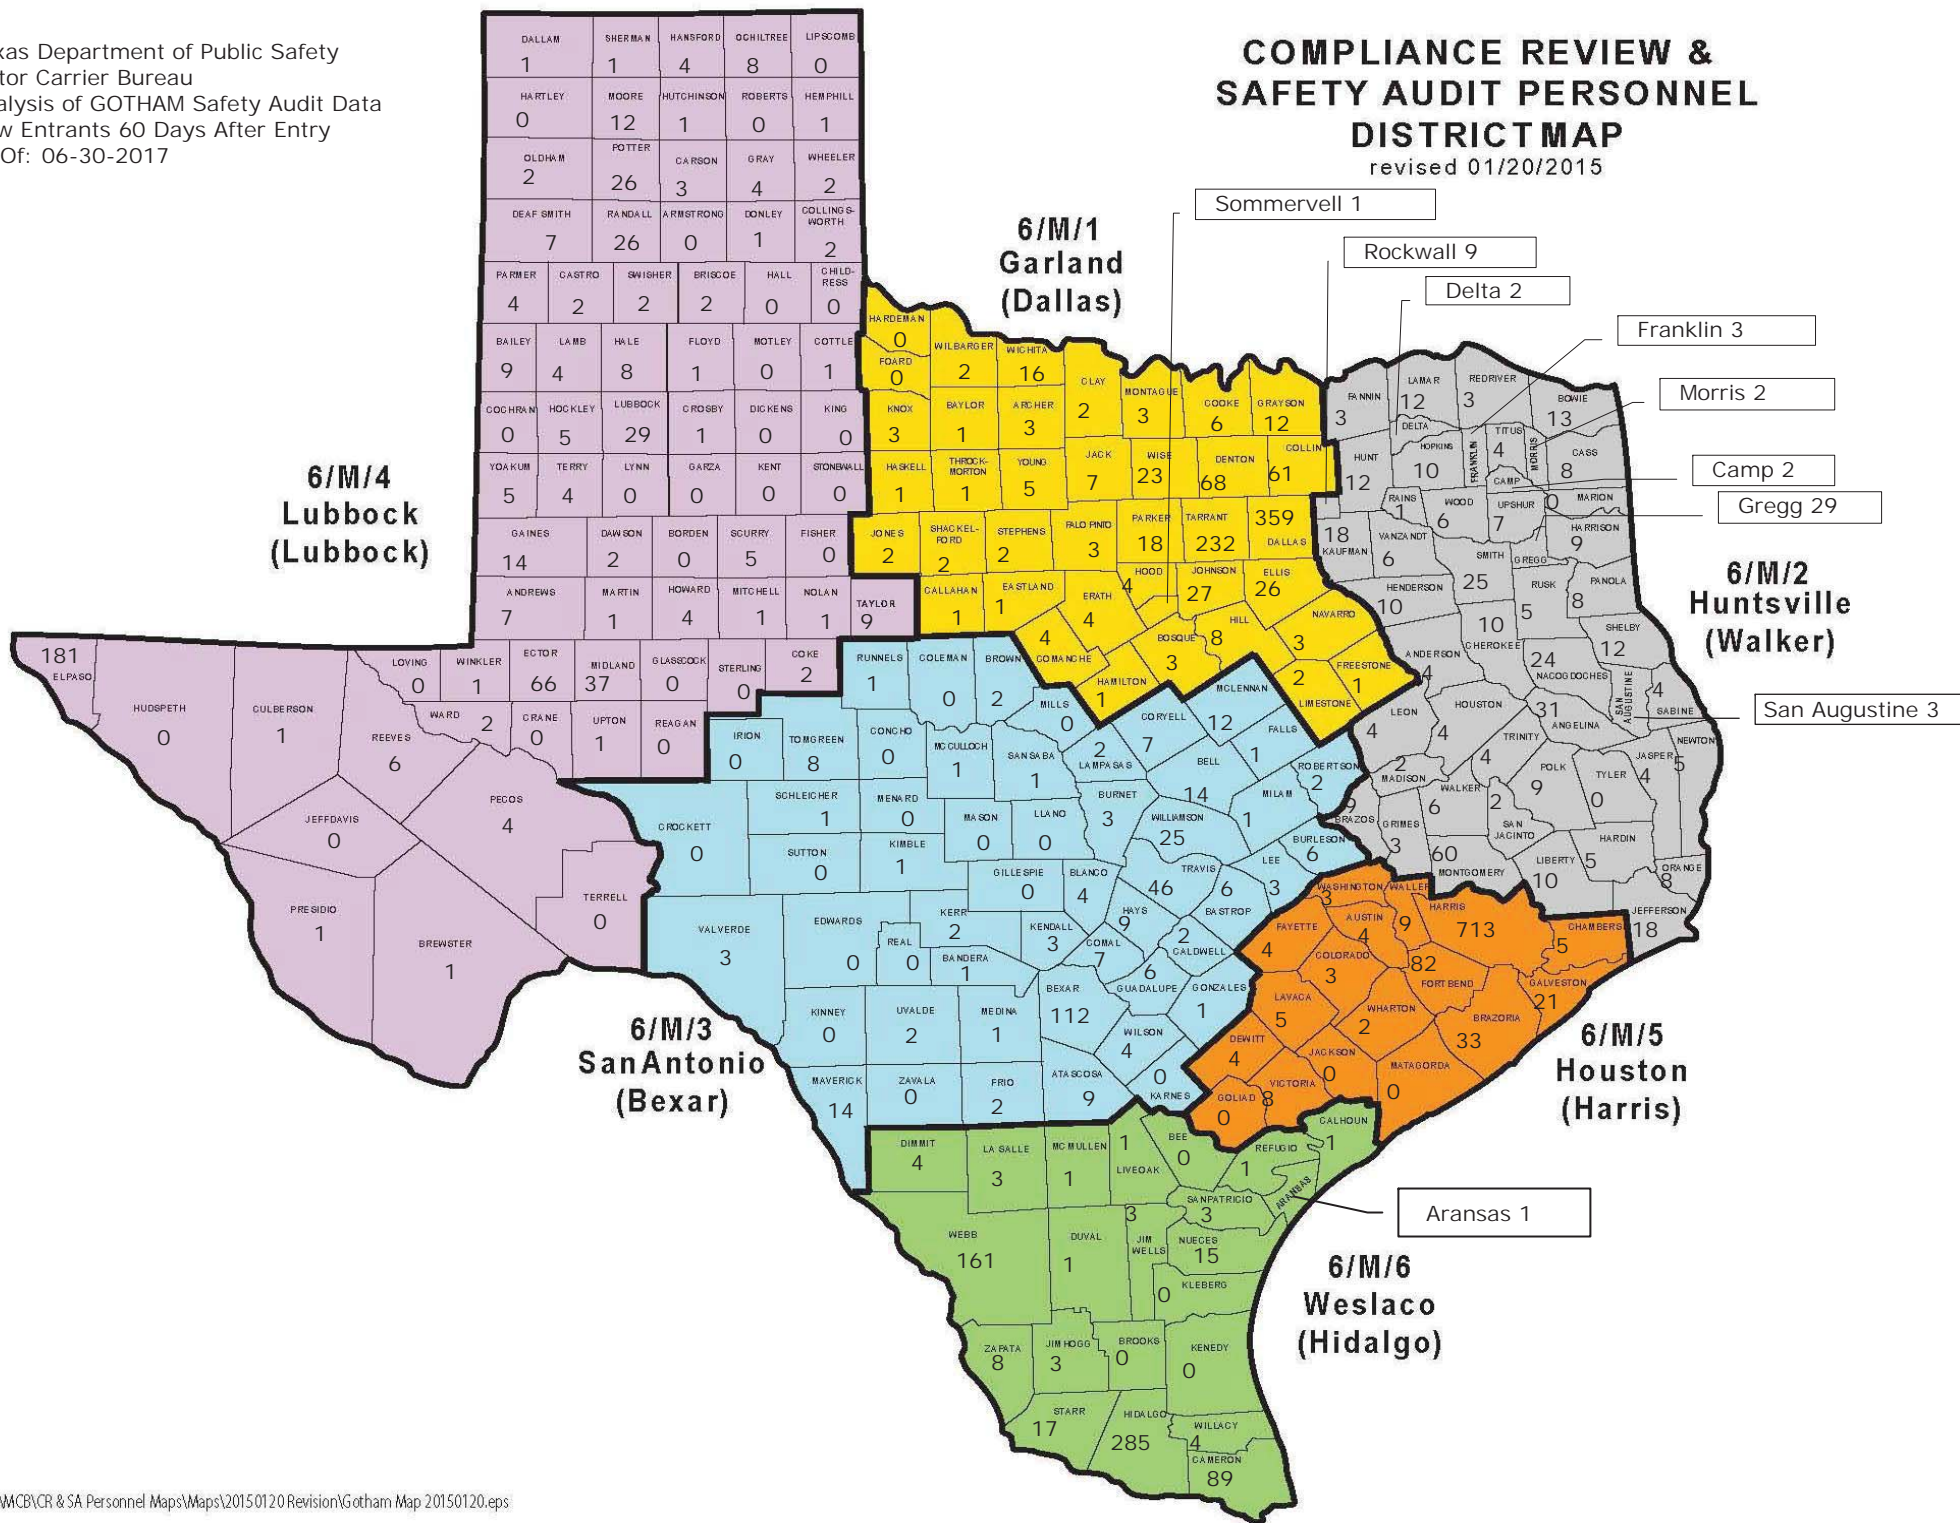 xas Department of Public Safety
tor Carrier Bureau
alysis of GOTHAM Safety Audit Data
w Entrants 60 Days After Entry
Of: 06-30-2017
COMPLIANCE REVIEW &
SAFETY AUDIT PERSONNEL
DISTRICT MAP
revised 01/20/2015
6/M/4
Lubbock
(Lubbock)
DALLAM 1
SHERMAN 1
HANSFORD 4
OCHILTREE 8
LIPSCOMB 0
HARTLEY 0
MOORE 12
HUTCHINSON 1
ROBERTS 0
HEMPHILL 1
OLDHAM 2
POTTER 26
CARSON 3
GRAY 4
WHEELER 2
DEAF SMITH 7
RANDALL 26
ARMSTRONG 0
DONLEY 1
COLLINGS-
WORTH 2
PARMER 4
CASTRO 2
SWISHER 2
BRISCOE 2
HALL 0
CHILD-
RESS 0
BAILEY 9
LAMB 4
HALE 8
FLOYD 1
MOTLEY 0
COTTLE 1
COCHRAN 0
HOCKLEY 5
LUBBOCK 29
CROSBY 1
DICKENS 0
KING 0
YOAKUM 5
TERRY 4
LYNN 0
GARZA 0
KENT 0
STONEWALL 0
GAINES 14
DAWSON 2
BORDEN 0
SCURRY 5
FISHER 0
ANDREWS 7
MARTIN 1
HOWARD 4
MITCHELL 1
NOLAN 1
TAYLOR 9
181 ELPASO
HUDSPETH 0
CULBERSON 1
REEVES 6
LOVING 0
WINKLER 1
ECTOR 66
MIDLAND 37
GLASSCOCK 0
STERLING 0
COKE 2
WARD 2
CRANE 0
UPTON 1
REAGAN 0
JEFFDAVIS 0
PECOS 4
PRESIDIO 1
BREWSTER 1
TERRELL 0
6/M/1
Garland
(Dallas)
Sommervell 1
Rockwall 9
HARDEMAN 0
FOARD 0
WILBARGER 2
WICHITA 16
CLAY 2
MONTAGUE 3
COOKE 6
GRAYSON 12
KNOX 3
BAYLOR 1
ARCHER 3
HASKELL 1
THROCK-
MORTON 1
YOUNG 5
JACK 7
WISE 23
DENTON 68
COLLIN 61
JONES 2
SHACKEL-
FORD 2
STEPHENS 2
PALO PINTO 3
PARKER 18
TARRANT 232
359 DALLAS
CALLAHAN 1
EASTLAND 1
ERATH 4
HOOD 4
JOHNSON 27
ELLIS 26
4 COMANCHE
BOSQUE 3
HILL 8
NAVARRO 3
HAMILTON 1
2 LIMESTONE
FREESTONE 1
6/M/2
Huntsville
(Walker)
Delta 2
Franklin 3
Morris 2
Camp 2
Gregg 29
San Augustine 3
FANNIN 3
LAMAR 12
REDRIVER 3
BOWIE 13
DELTA
HUNT 12
HOPKINS 10
FRANKLIN
TITUS 4
MORRIS
CASS 8
CAMP
RAINS 1
WOOD 6
UPSHUR 7
0 MARION
HARRISON 9
18 KAUFMAN
VANZANDT 6
SMITH 25
GREGG
RUSK 5
PANOLA 8
HENDERSON 10
10 CHEROKEE
SHELBY 12
ANDERSON 4
24 NACOGDOCHES
SAN
AUGUSTINE
4 SABINE
LEON 4
HOUSTON 4
31 ANGELINA
TRINITY 4
NEWTON 5
JASPER 4
2 MADISON
WALKER 6
POLK 9
TYLER 0
9 BRAZOS
GRIMES 3
2 SAN
JACINTO
HARDIN 5
60 MONTGOMERY
LIBERTY 10
ORANGE 8
JEFFERSON 18
6/M/3
SanAntonio
(Bexar)
RUNNELS 1
COLEMAN 0
BROWN 2
MILLS 0
CORYELL 7
MCLENNAN 12
FALLS 1
IRION 0
TOMGREEN 8
CONCHO 0
MC CULLOCH 1
SANSABA 1
2 LAMPASAS
BELL 14
ROBERTSON 2
MILAM 1
CROCKETT 0
SCHLEICHER 1
MENARD 0
MASON 0
LLANO 0
BURNET 3
WILLIAMSON 25
BURLESON 6
SUTTON 0
KIMBLE 1
GILLESPIE 0
BLANCO 4
TRAVIS 46
LEE 3
6 BASTROP
VALVERDE 3
EDWARDS 0
REAL 0
KERR 2
BANDERA 1
KENDALL 3
HAYS 9
COMAL 7
2 CALDWELL
KINNEY 0
UVALDE 2
MEDINA 1
BEXAR 112
6 GUADALUPE
GONZALES 1
WILSON 4
MAVERICK 14
ZAVALA 0
FRIO 2
ATASCOSA 9
0 KARNES
6/M/5
Houston
(Harris)
WASHINGTON 3
WALLER 9
HARRIS 713
CHAMBERS 5
FAYETTE 4
AUSTIN 4
COLORADO 3
82 FORT BEND
GALVESTON 21
LAVACA 5
WHARTON 2
BRAZORIA 33
DEWITT 4
JACKSON 0
MATAGORDA 0
GOLIAD 0
VICTORIA 8
6/M/6
Weslaco
(Hidalgo)
Aransas 1
DIMMIT 4
LA SALLE 3
MC MULLEN 1
1 LIVEOAK
BEE 0
REFUGIO 1
CALHOUN 1
ARANSAS
SANPATRICIO 3
WEBB 161
DUVAL 1
3 JIM
WELLS
NUECES 15
0 KLEBERG
ZAPATA 8
JIM HOGG 3
BROOKS 0
KENEDY 0
STARR 17
HIDALGO 285
WILLACY 4
CAMERON 89
\MCB\CR & SA Personnel Maps\Maps\20150120 Revision\Gotham Map 20150120.eps